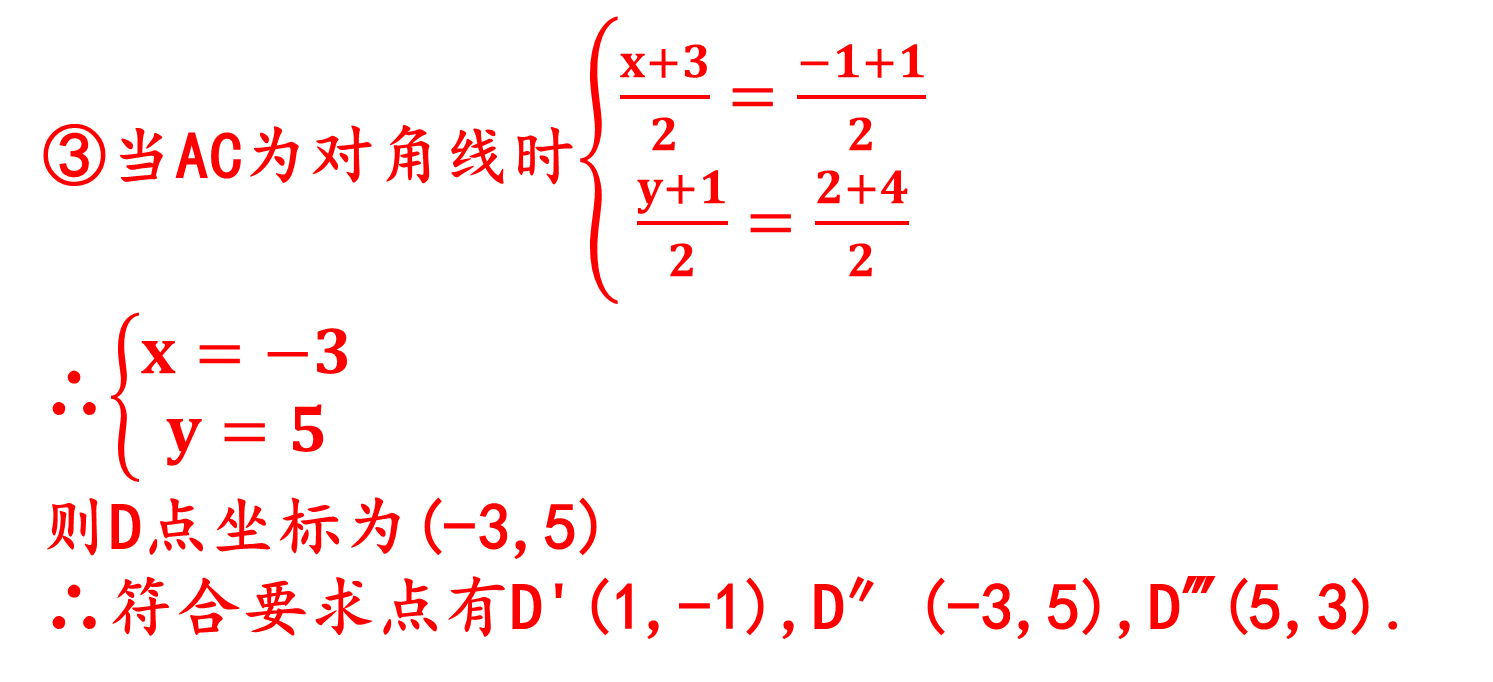 ③当AC为对角线时{(x+3)/2 = (−1+1)/2
(y+1)/2 = (2+4)/2
∴{x = −3
y = 5
则D点坐标为(-3,5)
∴符合要求点有D'(1,-1),D″ (-3,5),D‴(5,3).